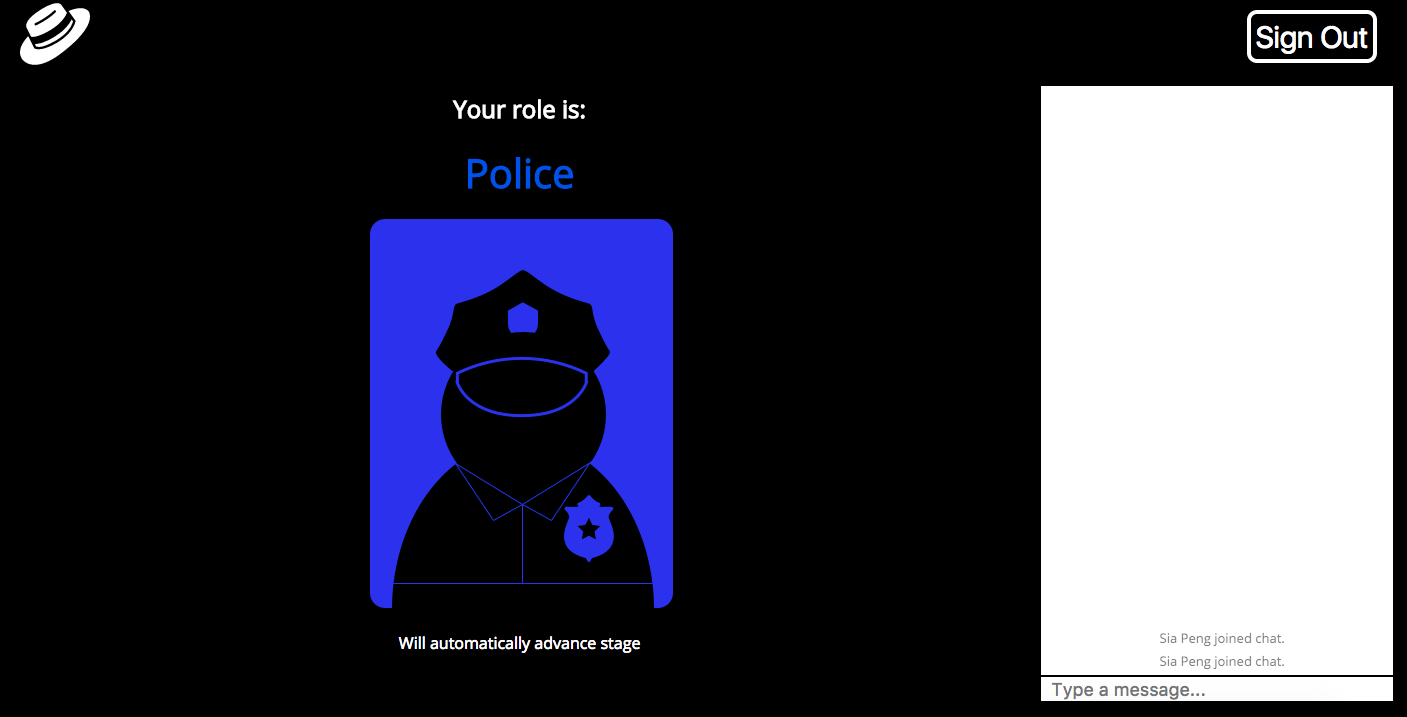 Sign Out
Your role is:
Police
Will automatically advance stage
Sia Peng joined chat.
Sia Peng joined chat.
Type a message...